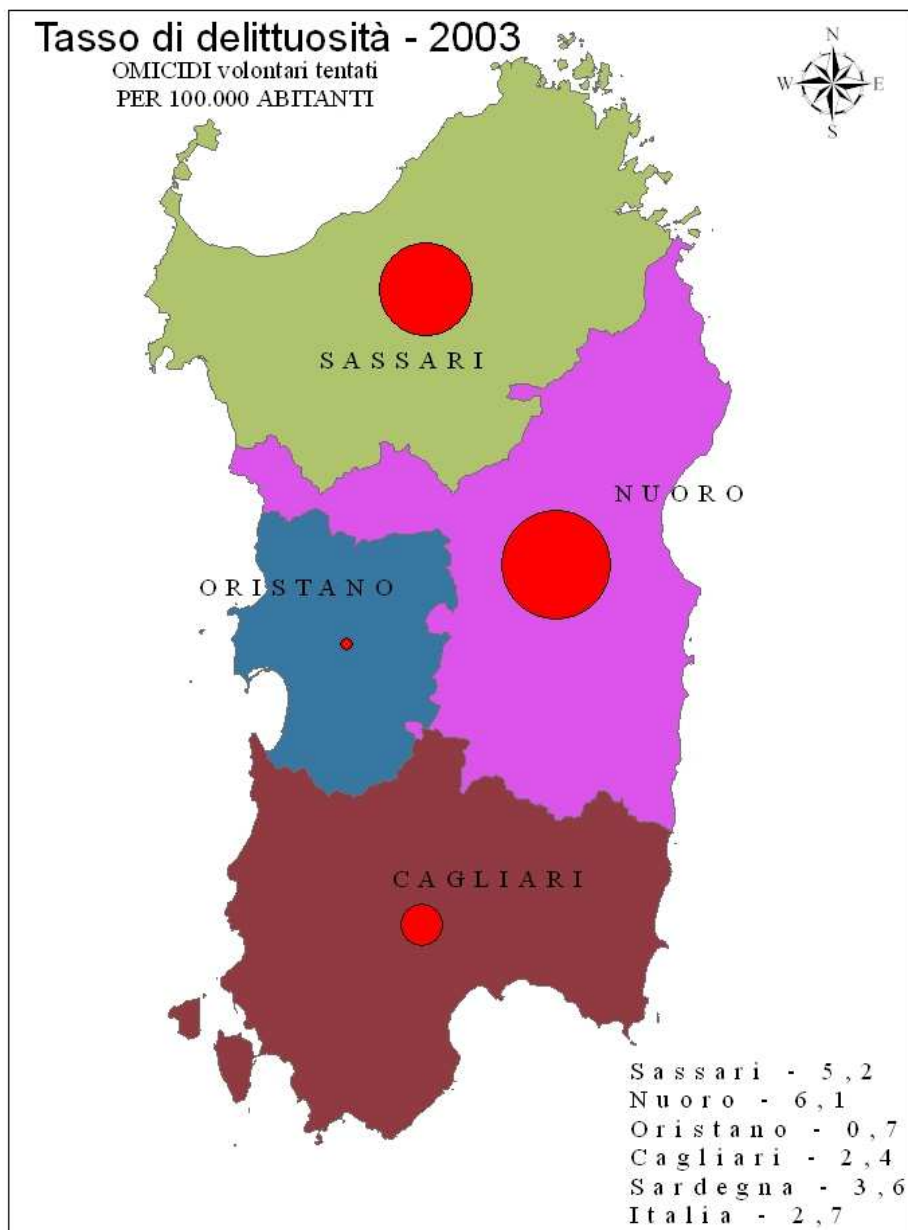 Tasso di delittuosità - 2003
OMICIDI volontari tentati
PER 100.000 ABITANTI
N
W E
S
SASSARI
NUORO
ORISTANO
CAGLIARI
Sassari - 5,2
Nuoro - 6,1
Oristano - 0,7
Cagliari - 2,4
Sardegna - 3,6
Italia - 2,7